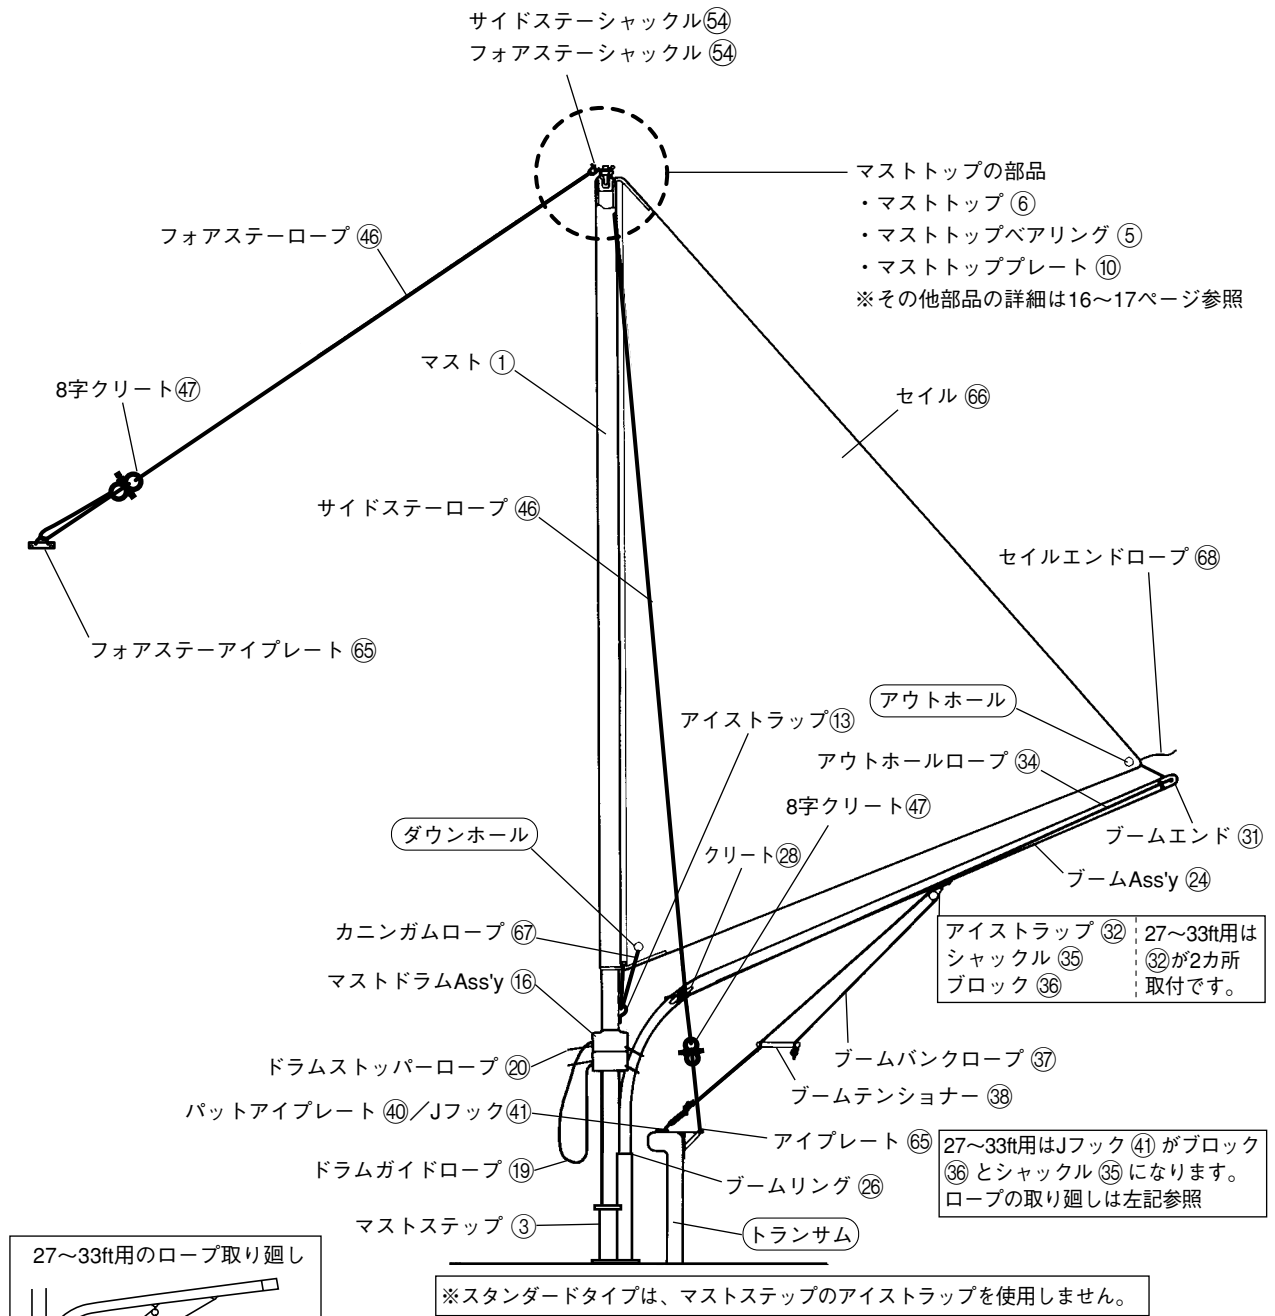 サイドステーシャックル㊴
フォアステーシャックル ㊴
マストトップの部品
・マストトップ ⑥
・マストトップベアリング ⑤
・マストトッププレート ⑩
※その他部品の詳細は16〜17ページ参照
フォアステーロープ ㊻
マスト ①
8字クリート㊼
セイル 66
サイドステーロープ ㊻
セイルエンドロープ 68
フォアステーアイプレート 65
アイストラップ⑬
アウトホール
アウトホールロープ ㉞
8字クリート㊼
ダウンホール
クリート㉘
ブームエンド ㉛
ブームAss'y ㉔
カニンガムロープ 67
アイストラップ ㉜
シャックル ㉟
ブロック ㊱
27〜33ft用は
㉜が2カ所
取付です。
マストドラムAss'y ⑯
ドラムストッパーロープ ⑳
ブームバンクロープ ㊲
ブームテンショナー ㊳
パットアイプレート ㊵／Jフック㊶
アイプレート 65
27〜33ft用はJフック ㊶ がブロック
㊱ とシャックル ㉟ になります。
ロープの取り廻しは左記参照
ドラムガイドロープ ⑲
ブームリング ㉖
マストステップ ③
トランサム
27〜33ft用のロープ取り廻し
※スタンダードタイプは、マストステップのアイストラップを使用しません。